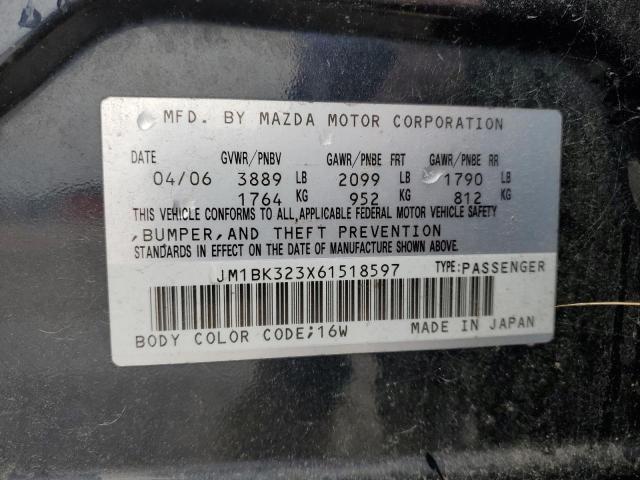 MFD. BY MAZDA MOTOR CORPORATION
DATE GVWR/PNBV GAWR/PNBE FRT GAWR/PNBE RR
04/06 3889 LB 2099 LB 1790 LB
1764 KG 952 KG 812 KG
THIS VEHICLE CONFORMS TO ALL,APPLICABLE FEDERAL MOTOR VEHICLE SAFETY
,BUMPER,AND THEFT PREVENTION
STANDARDS IN EFFECT ON THE DATE OF MANUFACTURE SHOWN ABOVE.
JM1BK323X61518597 TYPE:PASSENGER
BODY COLOR CODE;16W MADE IN JAPAN